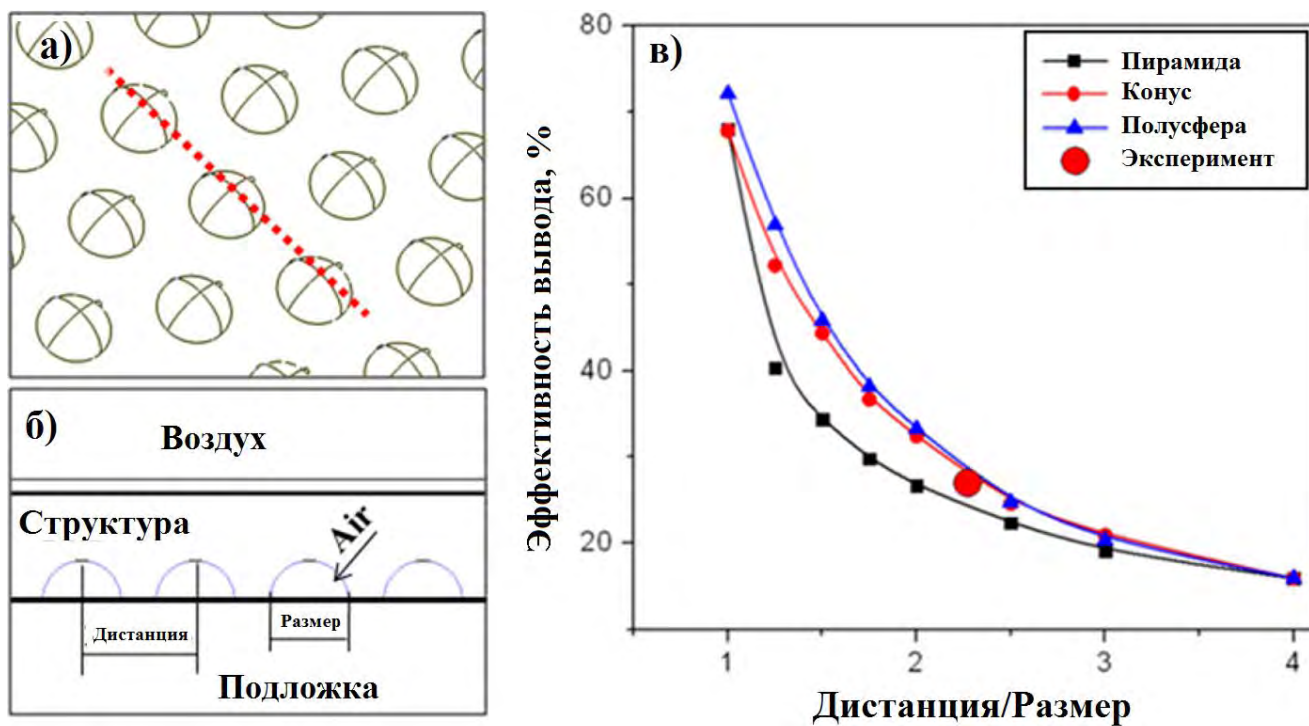 а)
б)
Воздух
Структура
Air
Дистанция
Размер
Подложка
в)
Эффективность вывода, %
80
60
40
20
1
2
3
4
Дистанция/Размер
Пирамида
Конус
Полусфера
Эксперимент